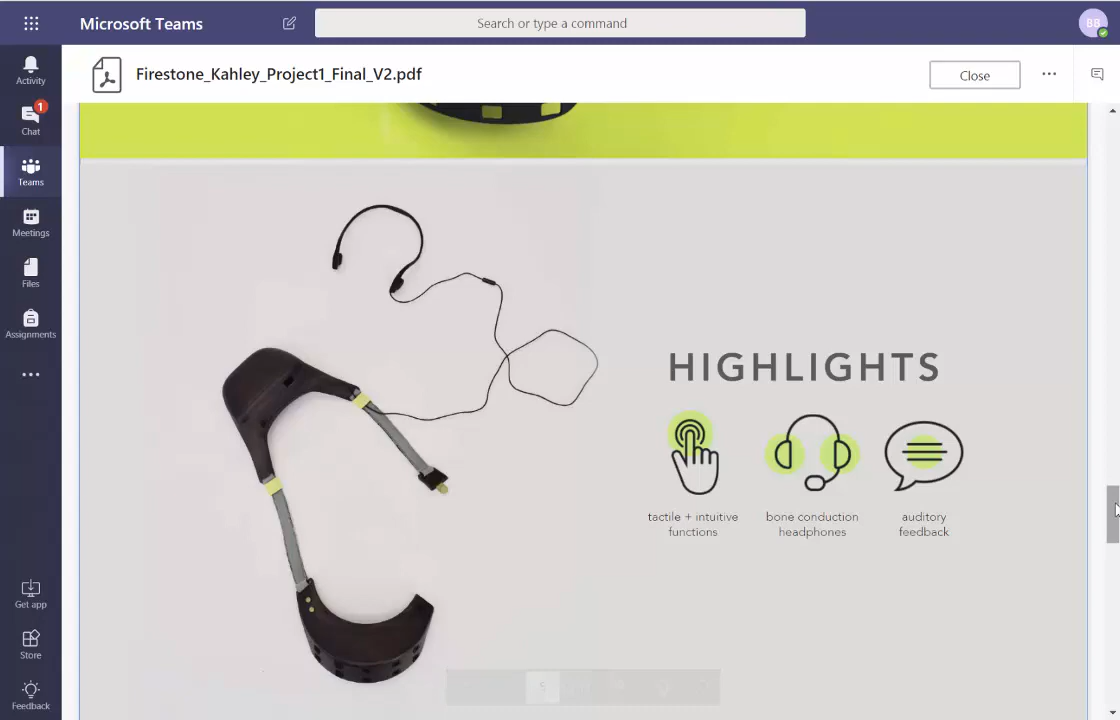 Microsoft Teams
Search or type a command
BB
Activity
Firestone_Kahley_Project1_Final_V2.pdf
Close
1
Chat
Teams
Meetings
Files
Assignments
HIGHLIGHTS
tactile + intuitive
functions
bone conduction
headphones
auditory
feedback
Get app
Store
Feedback
5